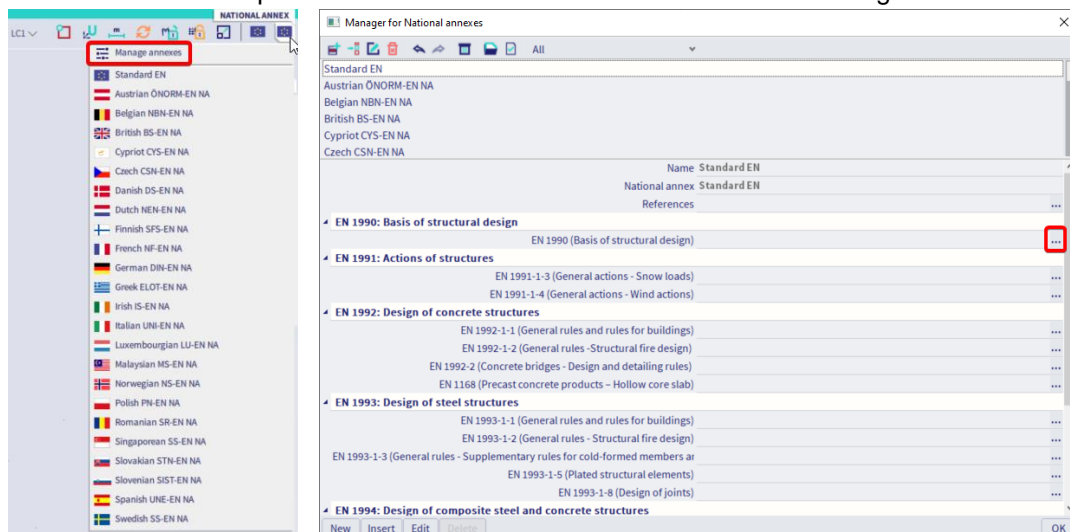 NATIONAL ANNEX
LC1
Manage annexes
Standard EN
Austrian ÖNORM-EN NA
Belgian NBN-EN NA
British BS-EN NA
Cypriot CYS-EN NA
Czech CSN-EN NA
Danish DS-EN NA
Dutch NEN-EN NA
Finnish SFS-EN NA
French NF-EN NA
German DIN-EN NA
Greek ELOT-EN NA
Irish IS-EN NA
Italian UNI-EN NA
Luxembourgian LU-EN NA
Malaysian MS-EN NA
Norwegian NS-EN NA
Polish PN-EN NA
Romanian SR-EN NA
Singaporean SS-EN NA
Slovakian STN-EN NA
Slovenian SIST-EN NA
Spanish UNE-EN NA
Swedish SS-EN NA
Manager for National annexes
All
Standard EN
Austrian ÖNORM-EN NA
Belgian NBN-EN NA
British BS-EN NA
Cypriot CYS-EN NA
Czech CSN-EN NA
Name Standard EN
National annex Standard EN
References ...
EN 1990: Basis of structural design
EN 1990 (Basis of structural design) ...
EN 1991: Actions of structures
EN 1991-1-3 (General actions - Snow loads) ...
EN 1991-1-4 (General actions - Wind actions) ...
EN 1992: Design of concrete structures
EN 1992-1-1 (General rules and rules for buildings) ...
EN 1992-1-2 (General rules -Structural fire design) ...
EN 1992-2 (Concrete bridges - Design and detailing rules) ...
EN 1168 (Precast concrete products – Hollow core slab) ...
EN 1993: Design of steel structures
EN 1993-1-1 (General rules and rules for buildings) ...
EN 1993-1-2 (General rules - Structural fire design) ...
EN 1993-1-3 (General rules - Supplementary rules for cold-formed members ar ...
EN 1993-1-5 (Plated structural elements) ...
EN 1993-1-8 (Design of joints) ...
EN 1994: Design of composite steel and concrete structures
New Insert Edit Delete OK